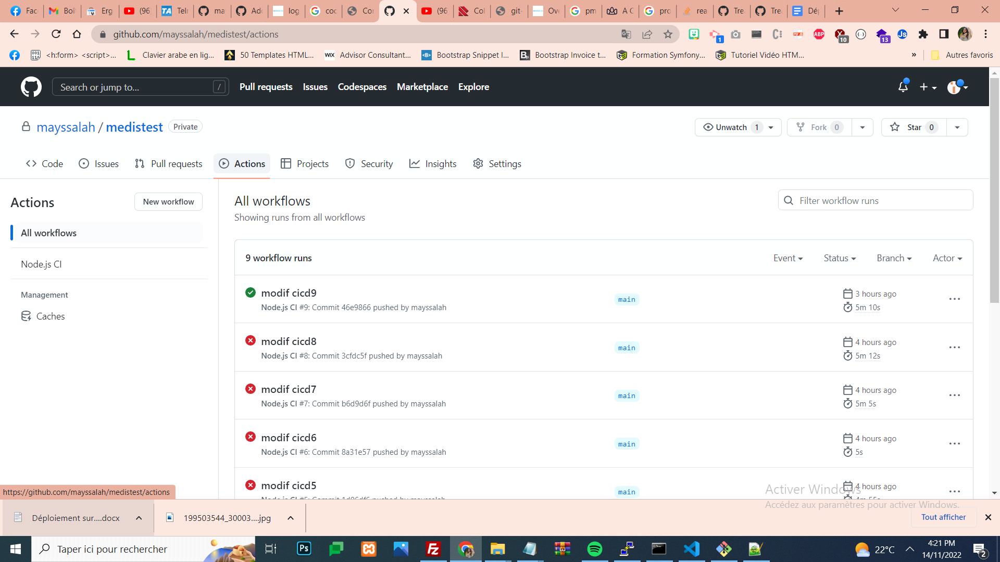 Fac
Boî
Erg
(96
Teln
ma
Ado
log
coc
Cor
(96
Col
git-
Ove
pm
A C
pro
rea
Tre
Tre
Dép
github.com/mayssalah/medistest/actions
1
10
13
<h:form> <script>...
Clavier arabe en lig...
50 Templates HTML...
Advisor Consultant...
Bootstrap Snippet l...
Bootstrap Invoice t...
Formation Symfony...
Tutoriel Vidéo HTM...
»
Autres favoris
Search or jump to...
/
Pull requests
Issues
Codespaces
Marketplace
Explore
mayssalah / medistest
Private
Unwatch 1
Fork 0
Star 0
Code
Issues
Pull requests
Actions
Projects
Security
Insights
Settings
Actions
New workflow
All workflows
Node.js CI
Management
Caches
All workflows
Showing runs from all workflows
Filter workflow runs
9 workflow runs
Event
Status
Branch
Actor
modif cicd9
Node.js CI #9: Commit 46e9866 pushed by mayssalah
main
3 hours ago
5m 10s
modif cicd8
Node.js CI #8: Commit 3cfdc5f pushed by mayssalah
main
4 hours ago
5m 12s
modif cicd7
Node.js CI #7: Commit b6d9d6f pushed by mayssalah
main
4 hours ago
5m 5s
modif cicd6
Node.js CI #6: Commit 8a31e57 pushed by mayssalah
main
4 hours ago
5s
modif cicd5
main
4 hours ago
Activer Windows
Accédez aux paramètres pour activer Windows.
https://github.com/mayssalah/medistest/actions
Déploiement sur....docx
199503544_30003....jpg
Tout afficher
Taper ici pour rechercher
22°C
4:21 PM
14/11/2022
2